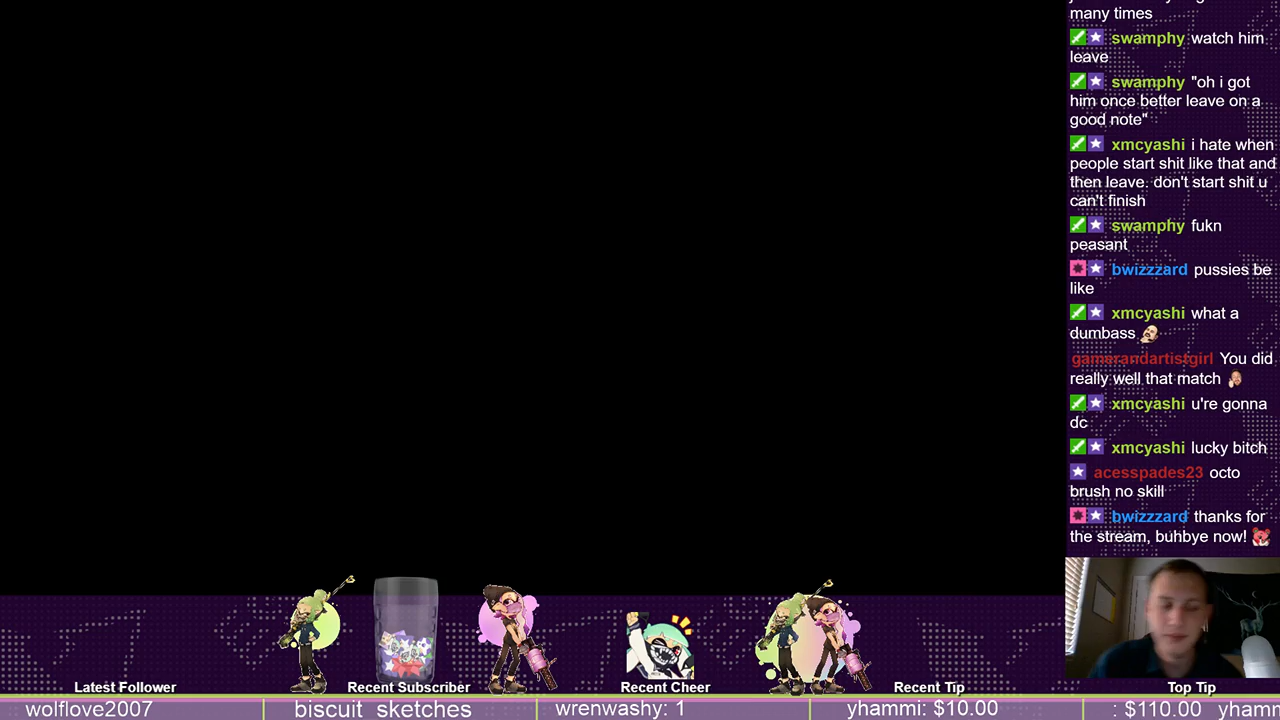 many times
swamphy watch him
leave
swamphy "oh i got
him once better leave on a
good note"
xmcyashi i hate when
people start shit like that and
then leave. don't start shit u
can't finish
swamphy fukn
peasant
bwizzzard pussies be
like
xmcyashi what a
dumbass
gamerandartistgirl You did
really well that match
xmcyashi u're gonna
dc
xmcyashi lucky bitch
acesspades23 octo
brush no skill
bwizzzard thanks for
the stream, buhbye now!
Latest Follower
Recent Subscriber
Recent Cheer
Recent Tip
Top Tip
wolflove2007
biscuit_sketches
wrenwashy: 1
yhammi: $10.00
: $110.00 yhamm